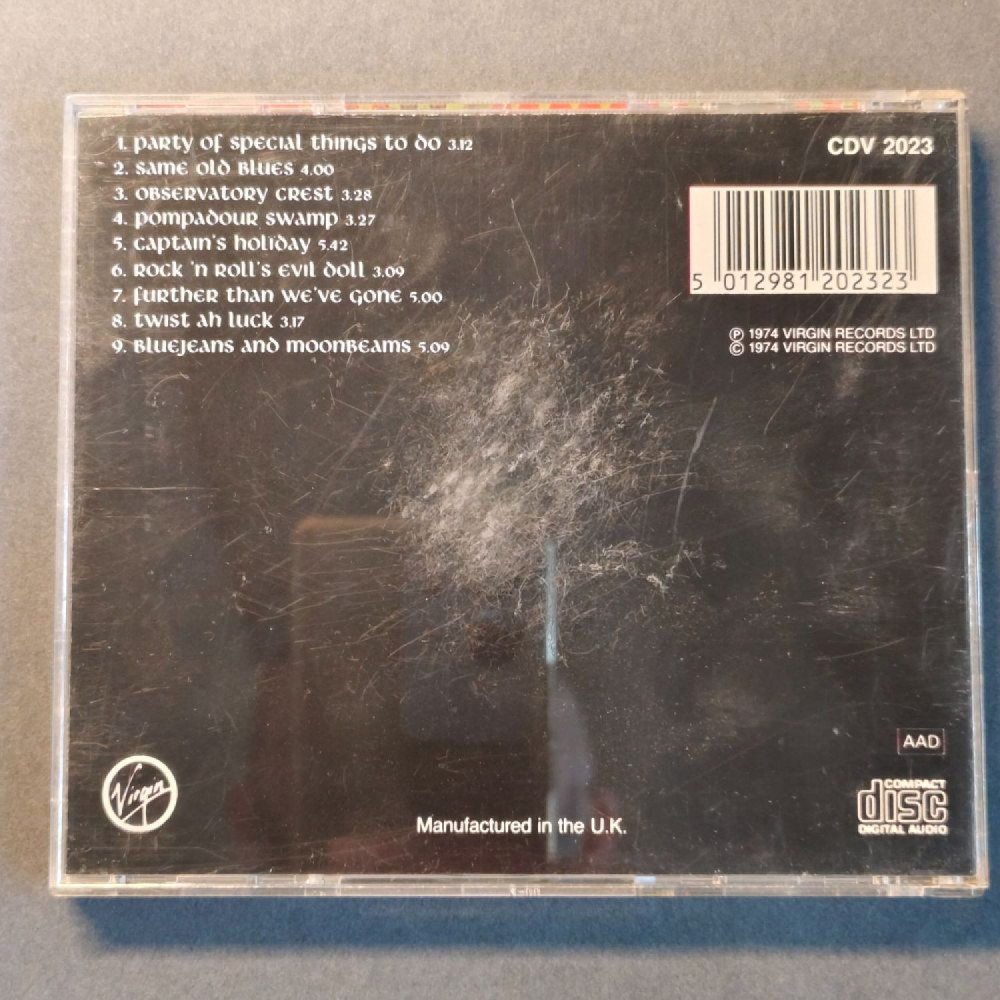 1. Party of Special Things to Do 3.12
2. Same Old Blues 4.00
3. Observatory Crest 3.28
4. Pompadour Swamp 3.27
5. Captain's Holiday 5.42
6. Rock 'n Roll's Evil Doll 3.09
7. Further Than We've Gone 5.00
8. Twist Ah Luck 3.17
9. Bluejeans and Moonbeams 5.09
CDV 2023
5 012981 202323
℗ 1974 VIRGIN RECORDS LTD
© 1974 VIRGIN RECORDS LTD
AAD
Virgin
Manufactured in the U.K.
COMPACT
disc
DIGITAL AUDIO